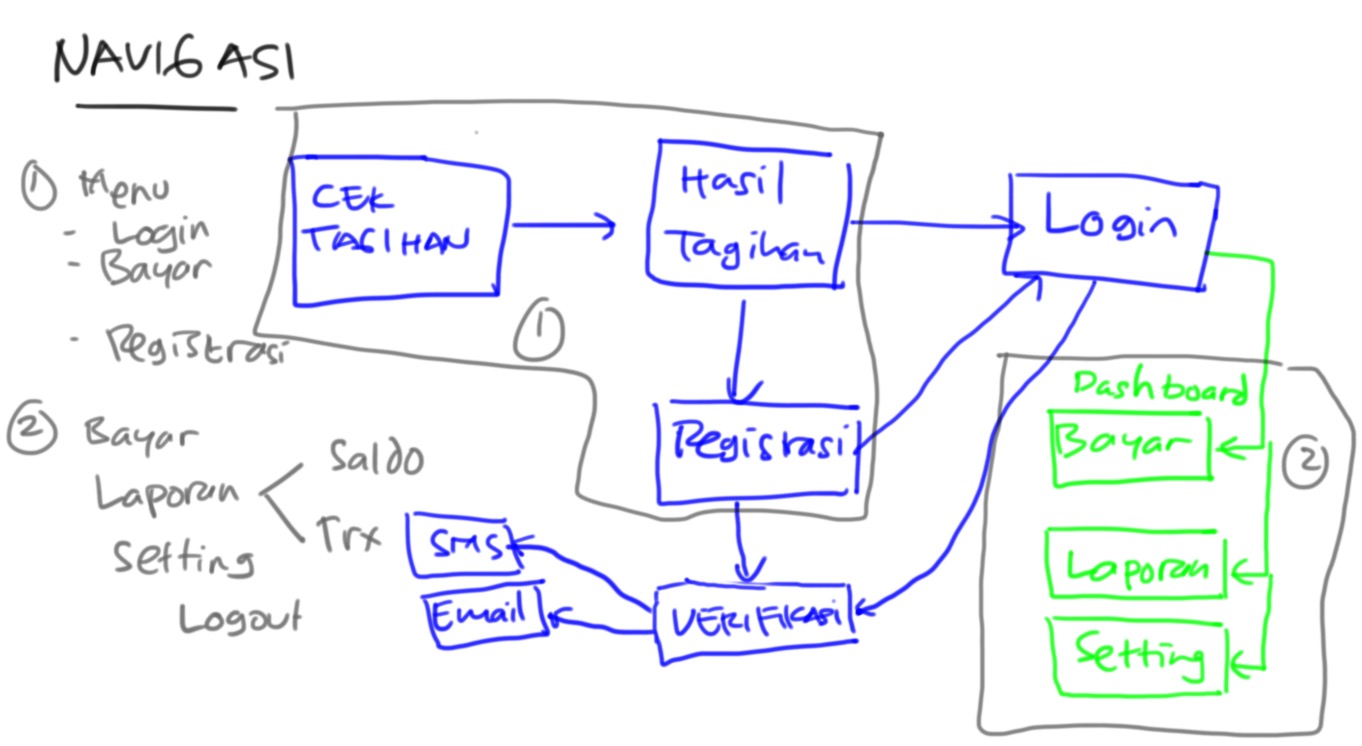 NAVIGASI
① Menu
- Login
- Bayar
- Registrasi
② Bayar
Laporan
Saldo
Trx
Setting
Logout
CEK
TAGIHAN
Hasil
Tagihan
Login
①
Registrasi
VERIFIKASI
SMS
Email
Dashboard
Bayar
②
Laporan
Setting